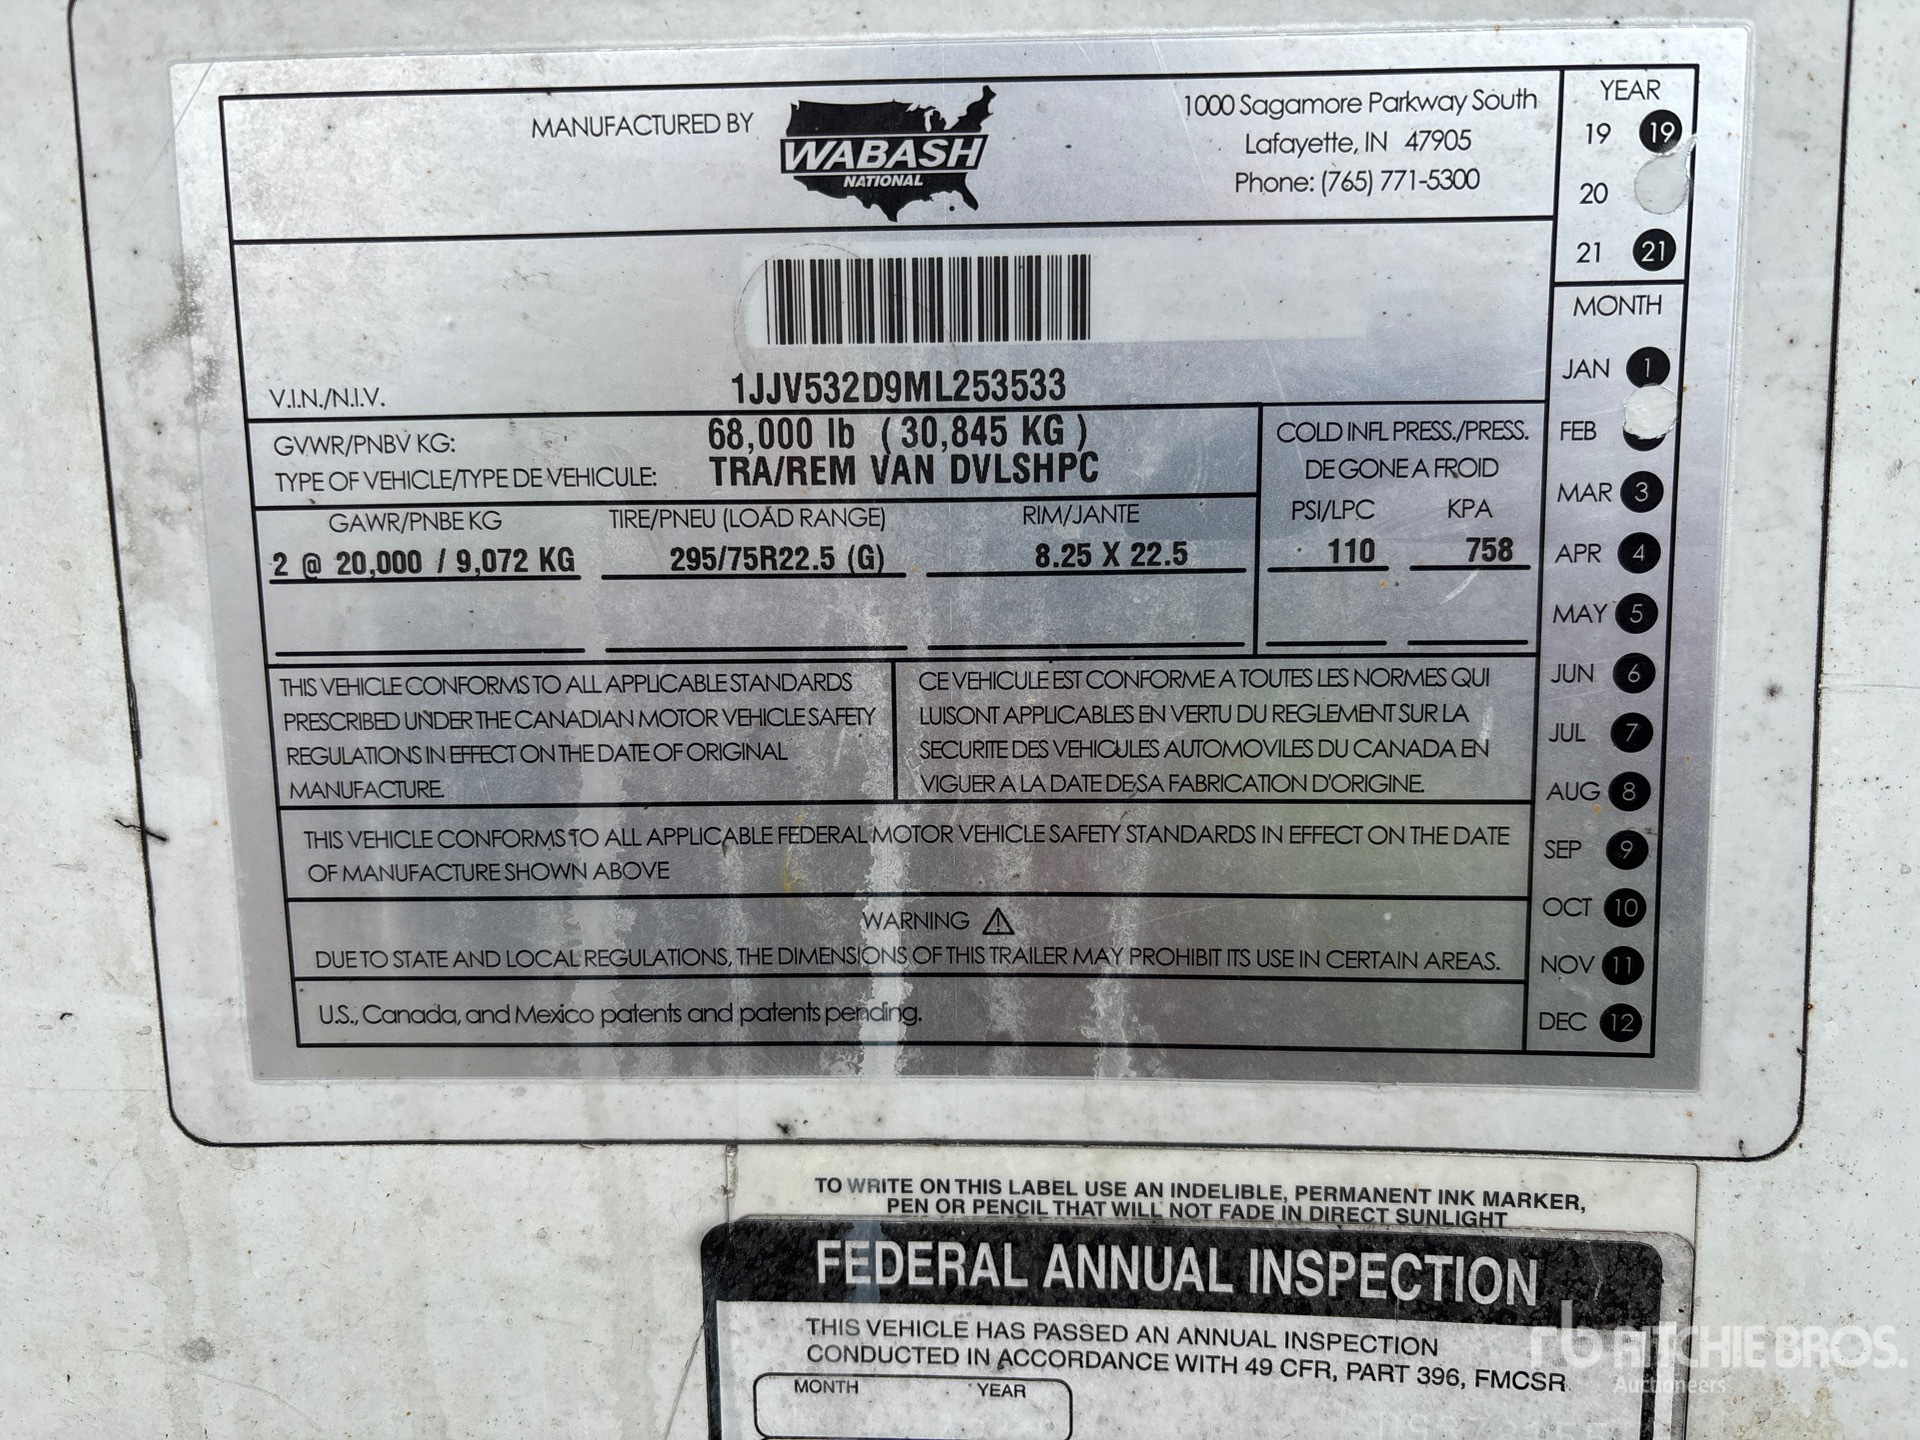 MANUFACTURED BY
WABASH
NATIONAL
1000 Sagamore Parkway South
Lafayette, IN 47905
Phone: (765) 771-5300
YEAR
19 19
20
21 21
MONTH
JAN 1
FEB
MAR 3
APR 4
MAY 5
JUN 6
JUL 7
AUG 8
SEP 9
OCT 10
NOV 11
DEC 12
V.I.N./N.I.V. 1JJV532D9ML253533
GVWR/PNBV KG: 68,000 lb ( 30,845 KG )
TYPE OF VEHICLE/TYPE DE VEHICULE: TRA/REM VAN DVLSHPC
COLD INFL PRESS./PRESS.
DE GONE A FROID
GAWR/PNBE KG TIRE/PNEU (LOAD RANGE) RIM/JANTE PSI/LPC KPA
2 @ 20,000 / 9,072 KG 295/75R22.5 (G) 8.25 X 22.5 110 758
THIS VEHICLE CONFORMS TO ALL APPLICABLE STANDARDS
PRESCRIBED UNDER THE CANADIAN MOTOR VEHICLE SAFETY
REGULATIONS IN EFFECT ON THE DATE OF ORIGINAL
MANUFACTURE.
CE VEHICULE EST CONFORME A TOUTES LES NORMES QUI
LUISONT APPLICABLES EN VERTU DU REGLEMENT SUR LA
SECURITE DES VEHICULES AUTOMOVILES DU CANADA EN
VIGUER A LA DATE DE SA FABRICATION D'ORIGINE.
THIS VEHICLE CONFORMS TO ALL APPLICABLE FEDERAL MOTOR VEHICLE SAFETY STANDARDS IN EFFECT ON THE DATE
OF MANUFACTURE SHOWN ABOVE
WARNING
DUE TO STATE AND LOCAL REGULATIONS, THE DIMENSIONS OF THIS TRAILER MAY PROHIBIT ITS USE IN CERTAIN AREAS.
U.S., Canada, and Mexico patents and patents pending.
TO WRITE ON THIS LABEL USE AN INDELIBLE, PERMANENT INK MARKER,
PEN OR PENCIL THAT WILL NOT FADE IN DIRECT SUNLIGHT
FEDERAL ANNUAL INSPECTION
THIS VEHICLE HAS PASSED AN ANNUAL INSPECTION
CONDUCTED IN ACCORDANCE WITH 49 CFR, PART 396, FMCSR
MONTH YEAR
rb RITCHIE BROS.
Auctioneers